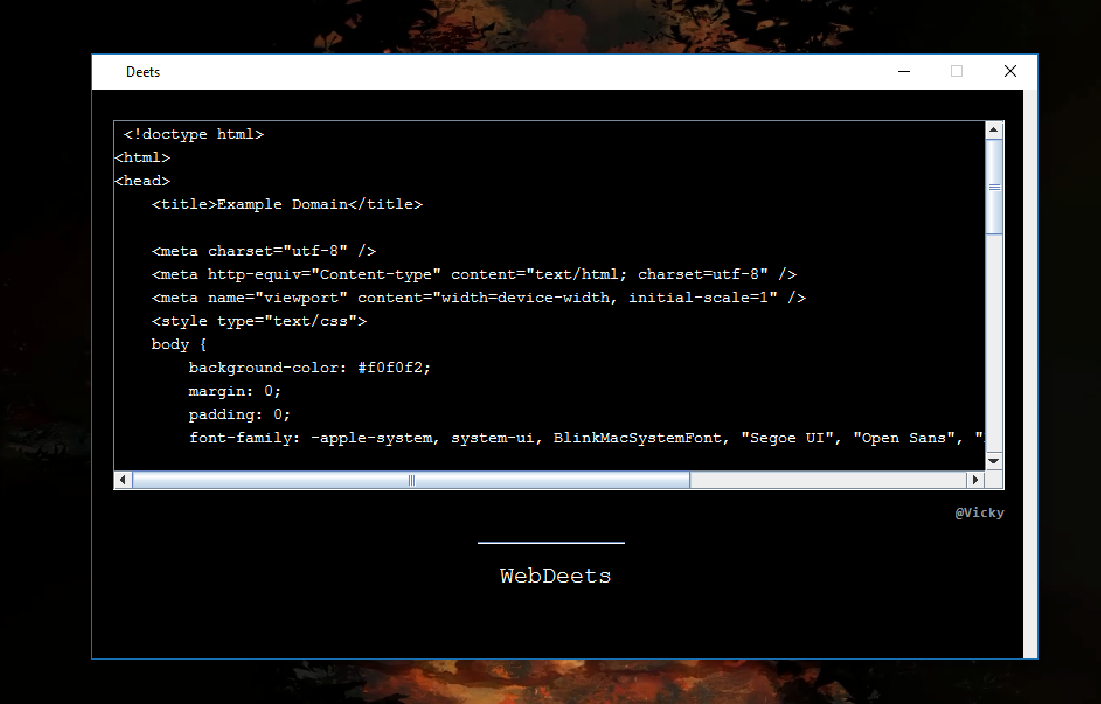 Deets
<!doctype html>
<html>
<head>
    <title>Example Domain</title>
    <meta charset="utf-8" />
    <meta http-equiv="Content-type" content="text/html; charset=utf-8" />
    <meta name="viewport" content="width=device-width, initial-scale=1" />
    <style type="text/css">
    body {
        background-color: #f0f0f2;
        margin: 0;
        padding: 0;
        font-family: -apple-system, system-ui, BlinkMacSystemFont, "Segoe UI", "Open Sans", "
@Vicky
WebDeets